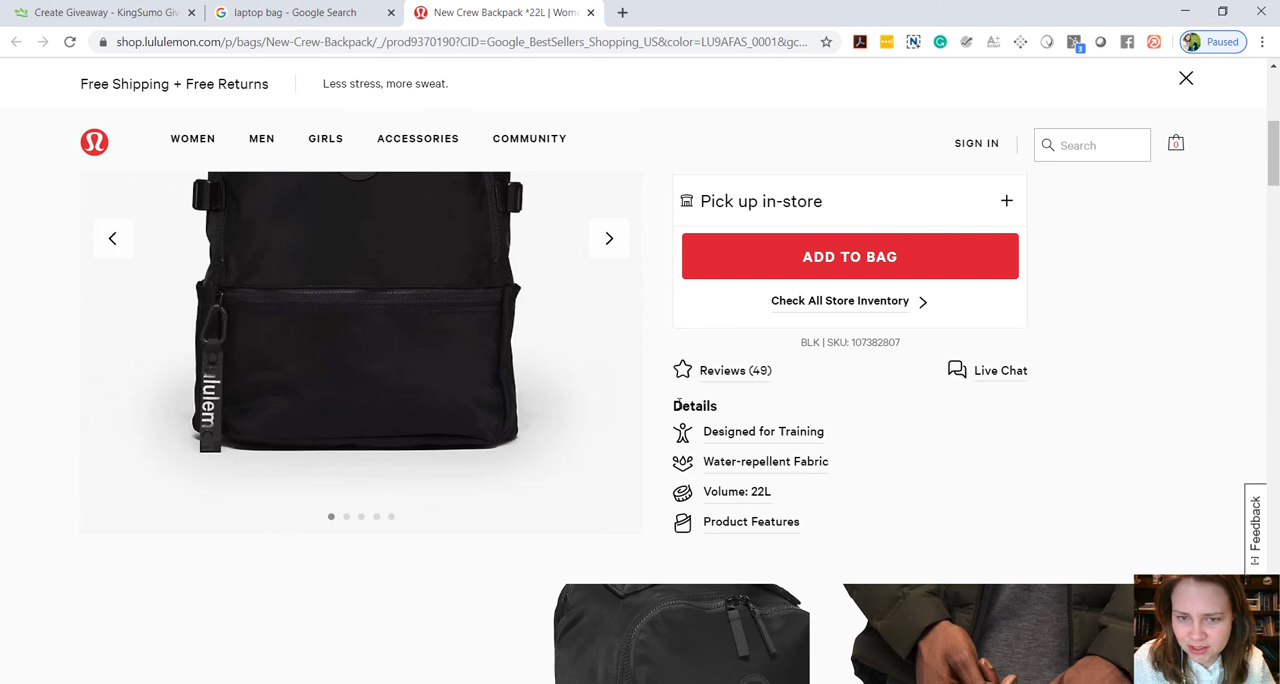 Create Giveaway - KingSumo Giv
laptop bag - Google Search
New Crew Backpack *22L | Wom
shop.lululemon.com/p/bags/New-Crew-Backpack/_/prod9370190?CID=Google_BestSellers_Shopping_US&color=LU9AFAS_0001&gc...
3
Paused
Free Shipping + Free Returns
Less stress, more sweat.
WOMEN
MEN
GIRLS
ACCESSORIES
COMMUNITY
SIGN IN
Search
0
Pick up in-store
ADD TO BAG
Check All Store Inventory
BLK | SKU: 107382807
Reviews (49)
Live Chat
Details
Designed for Training
Water-repellent Fabric
Volume: 22L
Product Features
ululem
[-] Feedback